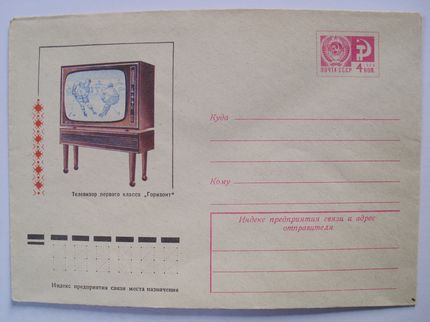 ПОЧТА СССР
4 КОП.
Куда
Кому
Телевизор первого класса „Горизонт“
Индекс предприятия связи и адрес
отправителя
Индекс предприятия связи места назначения